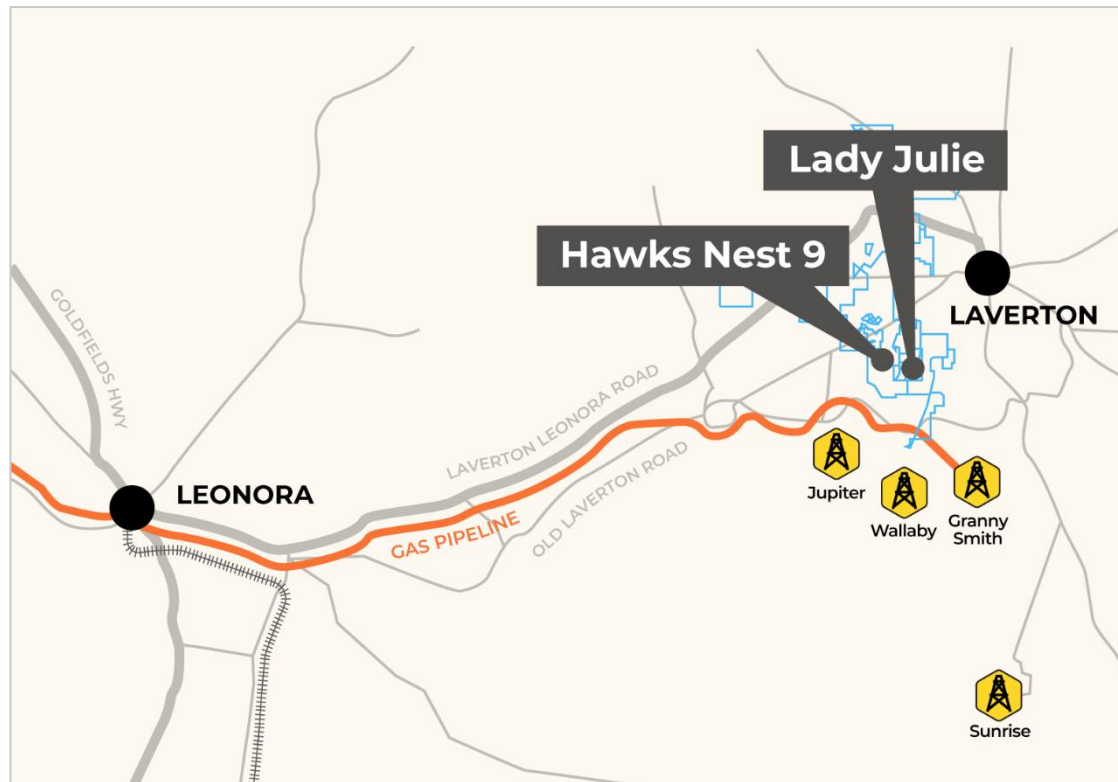 Lady Julie
Hawks Nest 9
LAVERTON
GOLDFIELDS HWY
LAVERTON LEONORA ROAD
LEONORA
GAS PIPELINE
OLD LAVERTON ROAD
Jupiter
Wallaby
Granny
Smith
Sunrise